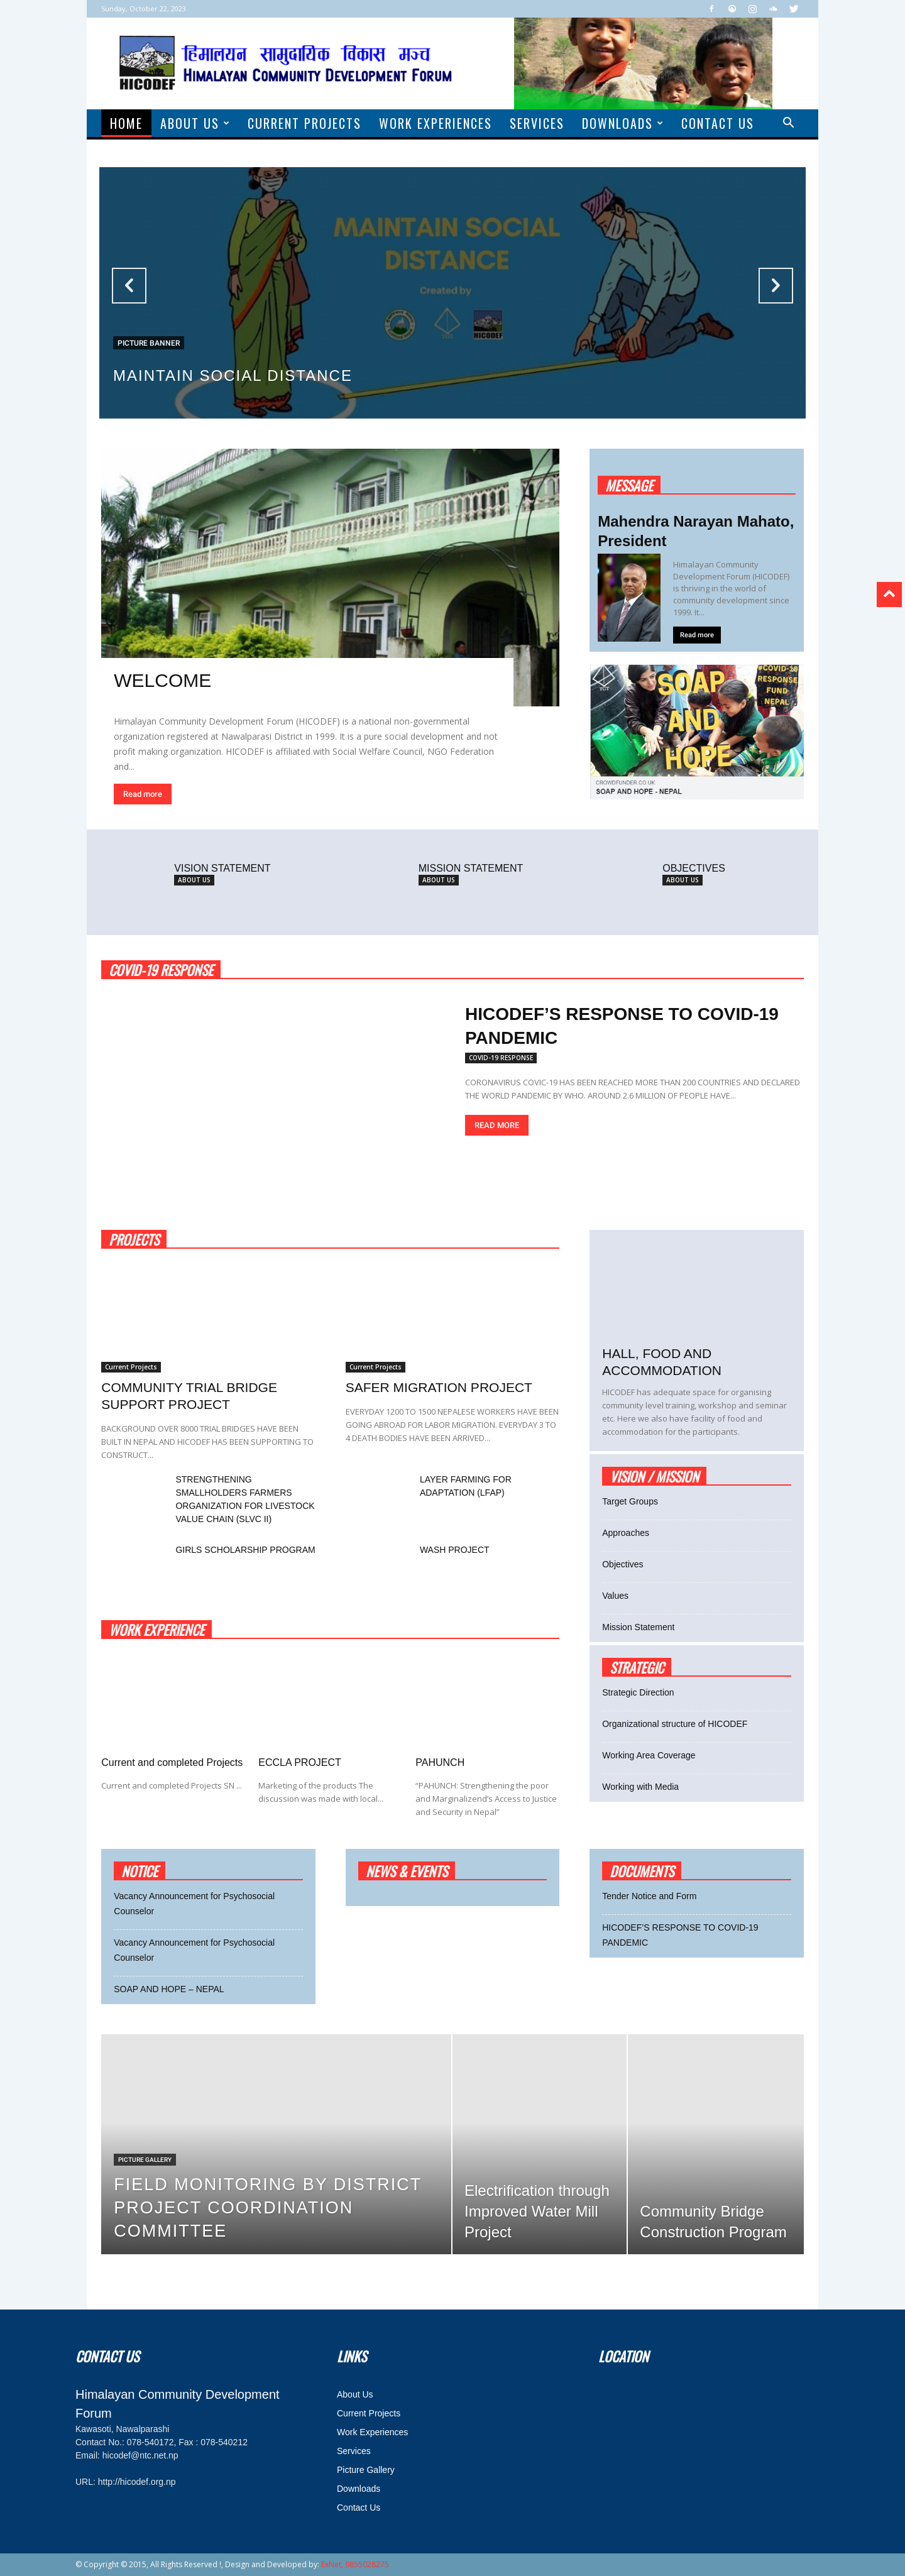 Sunday, October 22, 2023
हिमालयन सामुदायिक विकास मञ्च
HICODEF
HIMALAYAN COMMUNITY DEVELOPMENT FORUM
HOME
ABOUT US
CURRENT PROJECTS
WORK EXPERIENCES
SERVICES
DOWNLOADS
CONTACT US
MAINTAIN SOCIAL
DISTANCE
Created by
HICODEF
PICTURE BANNER
MAINTAIN SOCIAL DISTANCE
WELCOME
Himalayan Community Development Forum (HICODEF) is a national non-governmental
organization registered at Nawalparasi District in 1999. It is a pure social development and not
profit making organization. HICODEF is affiliated with Social Welfare Council, NGO Federation
and...
Read more
MESSAGE
Mahendra Narayan Mahato,
President
Himalayan Community
Development Forum (HICODEF)
is thriving in the world of
community development since
1999. It...
Read more
#COVID-19
RESPONSE
FUND
NEPAL
SOAP
AND
HOPE
CROWDFUNDER.CO.UK
SOAP AND HOPE - NEPAL
VISION STATEMENT
ABOUT US
MISSION STATEMENT
ABOUT US
OBJECTIVES
ABOUT US
COVID-19 RESPONSE
HICODEF’S RESPONSE TO COVID-19
PANDEMIC
COVID-19 RESPONSE
CORONAVIRUS COVIC-19 HAS BEEN REACHED MORE THAN 200 COUNTRIES AND DECLARED
THE WORLD PANDEMIC BY WHO. AROUND 2.6 MILLION OF PEOPLE HAVE...
READ MORE
PROJECTS
Current Projects
COMMUNITY TRIAL BRIDGE
SUPPORT PROJECT
BACKGROUND OVER 8000 TRIAL BRIDGES HAVE BEEN
BUILT IN NEPAL AND HICODEF HAS BEEN SUPPORTING TO
CONSTRUCT...
Current Projects
SAFER MIGRATION PROJECT
EVERYDAY 1200 TO 1500 NEPALESE WORKERS HAVE BEEN
GOING ABROAD FOR LABOR MIGRATION. EVERYDAY 3 TO
4 DEATH BODIES HAVE BEEN ARRIVED...
STRENGTHENING
SMALLHOLDERS FARMERS
ORGANIZATION FOR LIVESTOCK
VALUE CHAIN (SLVC II)
LAYER FARMING FOR
ADAPTATION (LFAP)
GIRLS SCHOLARSHIP PROGRAM
WASH PROJECT
HALL, FOOD AND
ACCOMMODATION
HICODEF has adequate space for organising
community level training, workshop and seminar
etc. Here we also have facility of food and
accommodation for the participants.
VISION / MISSION
Target Groups
Approaches
Objectives
Values
Mission Statement
WORK EXPERIENCE
Current and completed Projects
Current and completed Projects SN ...
ECCLA PROJECT
Marketing of the products The
discussion was made with local...
PAHUNCH
“PAHUNCH: Strengthening the poor
and Marginalizend’s Access to Justice
and Security in Nepal”
STRATEGIC
Strategic Direction
Organizational structure of HICODEF
Working Area Coverage
Working with Media
NOTICE
Vacancy Announcement for Psychosocial
Counselor
Vacancy Announcement for Psychosocial
Counselor
SOAP AND HOPE – NEPAL
NEWS & EVENTS
DOCUMENTS
Tender Notice and Form
HICODEF’S RESPONSE TO COVID-19
PANDEMIC
PICTURE GALLERY
FIELD MONITORING BY DISTRICT
PROJECT COORDINATION
COMMITTEE
Electrification through
Improved Water Mill
Project
Community Bridge
Construction Program
CONTACT US
Himalayan Community Development
Forum
Kawasoti, Nawalparashi
Contact No.: 078-540172, Fax : 078-540212
Email: hicodef@ntc.net.np
URL: http://hicodef.org.np
LINKS
About Us
Current Projects
Work Experiences
Services
Picture Gallery
Downloads
Contact Us
LOCATION
© Copyright © 2015, All Rights Reserved !, Design and Developed by: